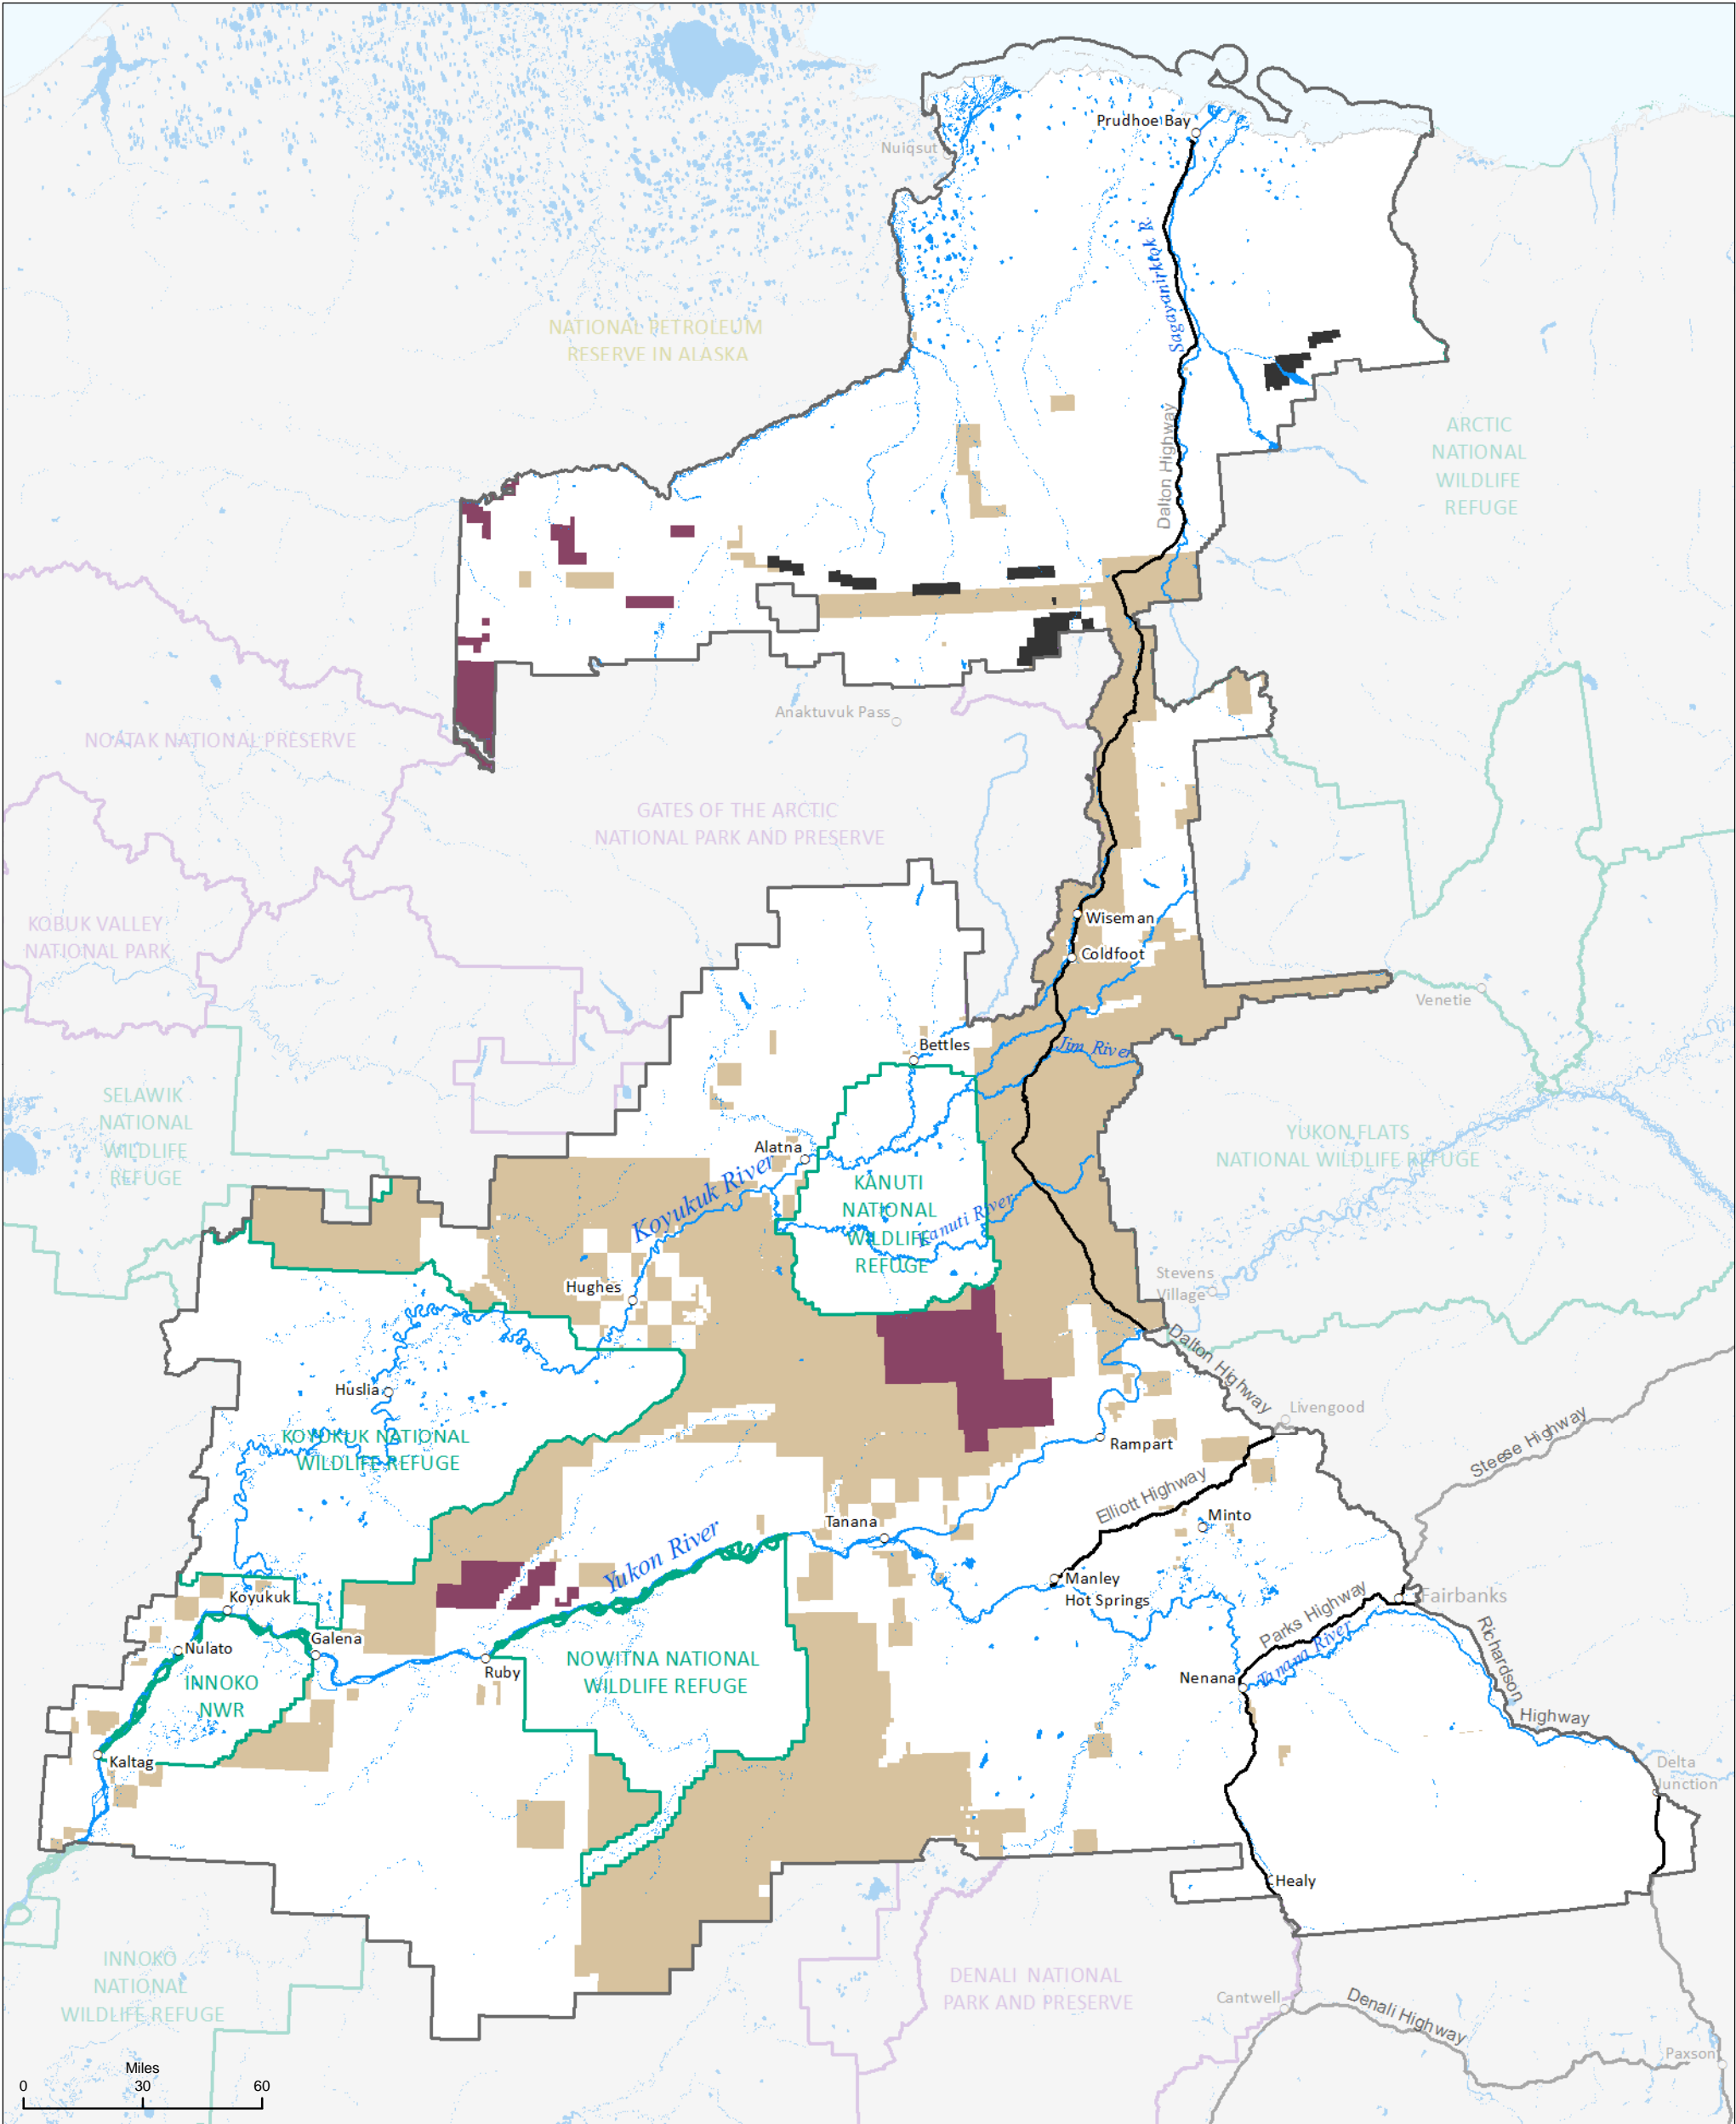 Prudhoe Bay
Nuiqsut
Sagavanirktok R.
NATIONAL PETROLEUM
RESERVE IN ALASKA
Dalton Highway
ARCTIC
NATIONAL
WILDLIFE
REFUGE
Anaktuvuk Pass
NOATAK NATIONAL PRESERVE
GATES OF THE ARCTIC
NATIONAL PARK AND PRESERVE
KOBUK VALLEY
NATIONAL PARK
Wiseman
Coldfoot
Venetie
Bettles
Jim River
SELAWIK
NATIONAL
WILDLIFE
REFUGE
YUKON FLATS
NATIONAL WILDLIFE REFUGE
Alatna
Koyukuk River
KANUTI
NATIONAL
WILDLIFE
REFUGE
Kanuti River
Hughes
Stevens
Village
Dalton Highway
Huslia
Livengood
KOYUKUK NATIONAL
WILDLIFE REFUGE
Rampart
Steese Highway
Elliott Highway
Minto
Tanana
Yukon River
Manley
Hot Springs
Koyukuk
Parks Highway
Fairbanks
Nulato
Galena
Ruby
INNOKO
NWR
NOWITNA NATIONAL
WILDLIFE REFUGE
Tanana River
Nenana
Richardson
Highway
Kaltag
Delta
Junction
Healy
INNOKO
NATIONAL
WILDLIFE REFUGE
DENALI NATIONAL
PARK AND PRESERVE
Cantwell
Denali Highway
Paxson
Miles
0 30 60